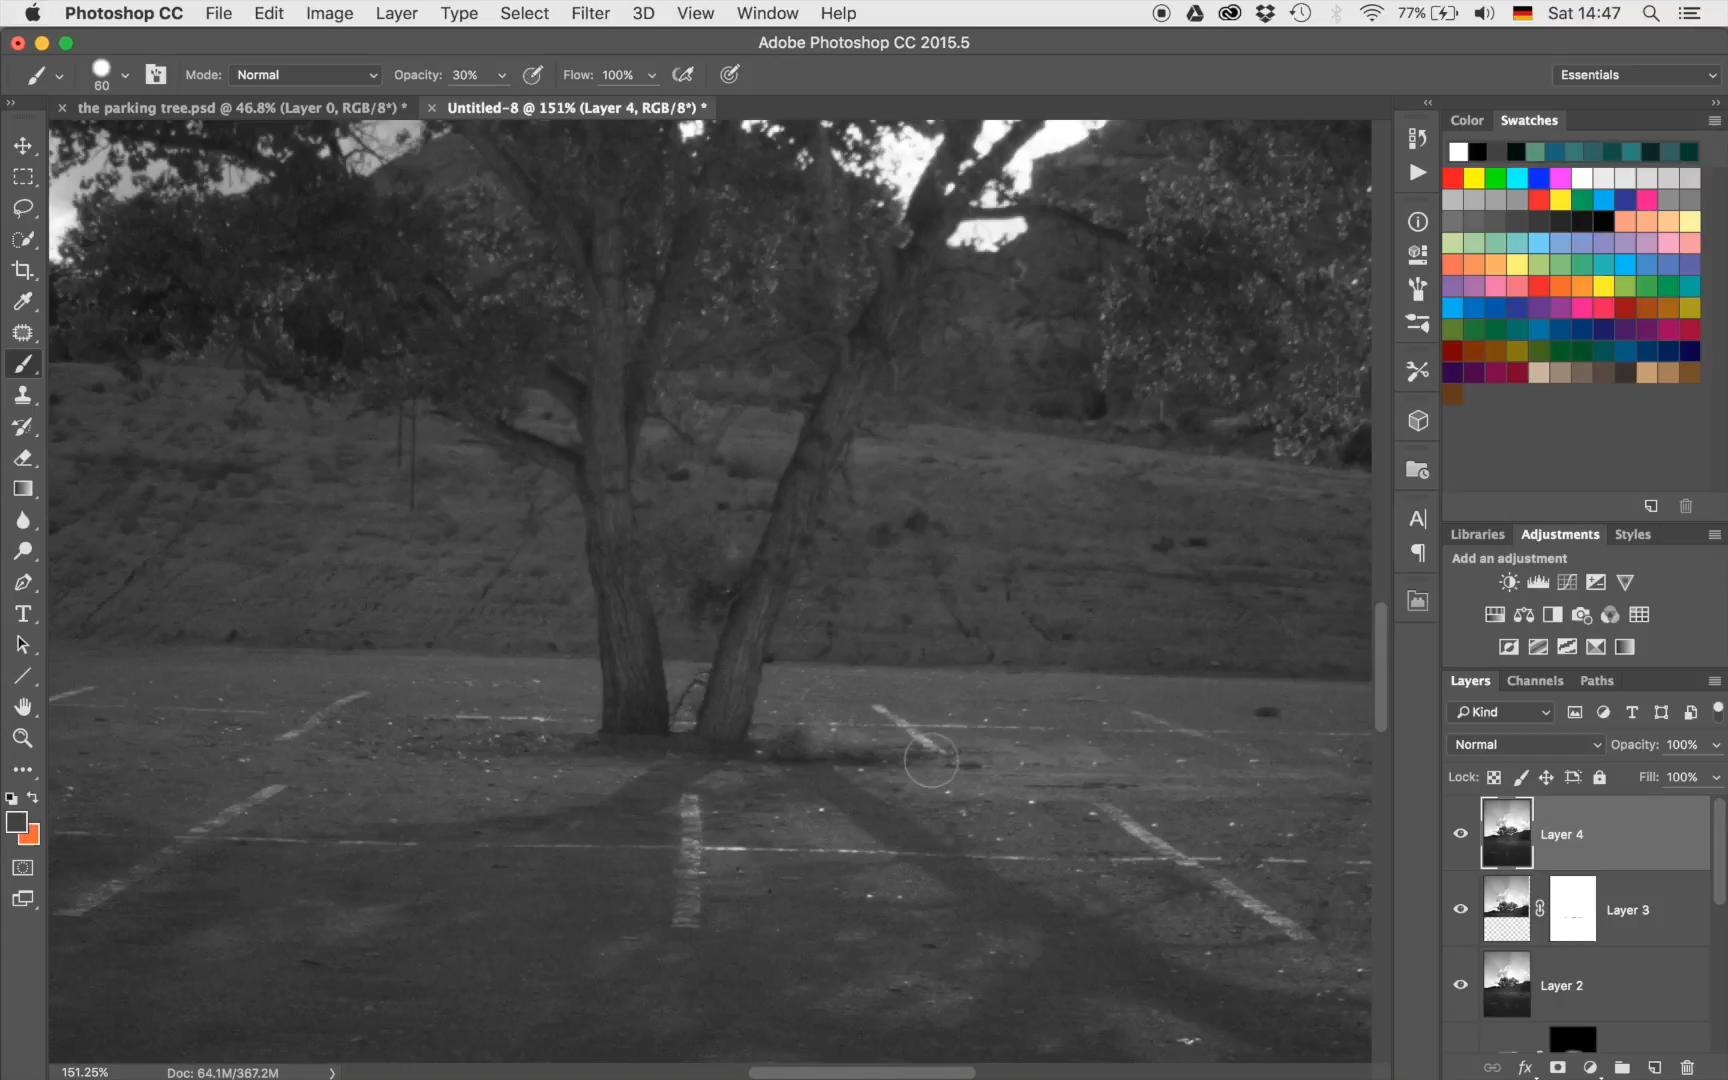 Photoshop CC File Edit Image Layer Type Select Filter 3D View Window Help 77% Sat 14:47
Adobe Photoshop CC 2015.5
60 Mode: Normal Opacity: 30% Flow: 100% Essentials
the parking tree.psd @ 46.8% (Layer 0, RGB/8*) * Untitled-8 @ 151% (Layer 4, RGB/8*) *
Color Swatches
Libraries Adjustments Styles
Add an adjustment
Layers Channels Paths
Kind
Normal Opacity: 100%
Lock: Fill: 100%
Layer 4
Layer 3
Layer 2
151.25% Doc: 64.1M/367.2M